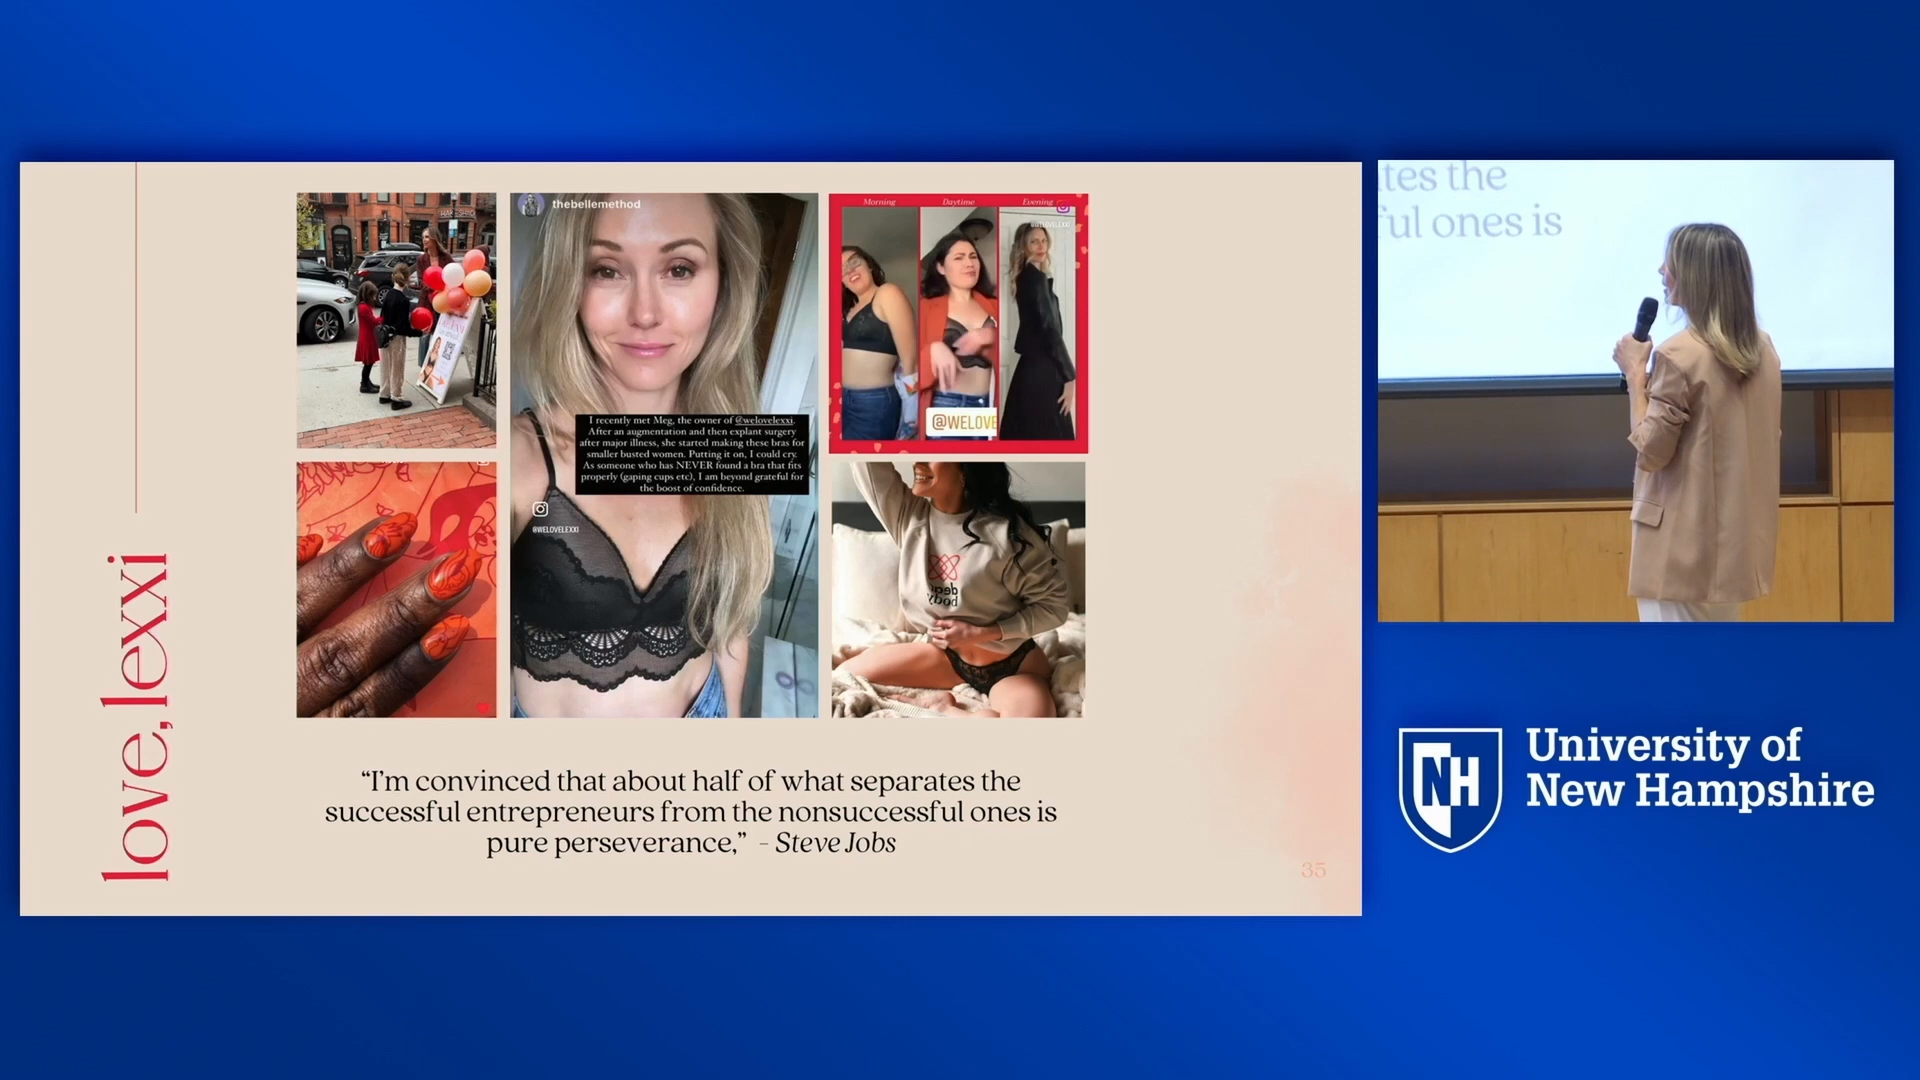 thebellemethod
I recently met Meg, the owner of @welovelexxi.
After an augmentation and then explant surgery
after major illness, she started making these bras for
smaller busted women. Putting it on, I could cry.
As someone who has NEVER found a bra that fits
properly (gaping cups etc), I am beyond grateful for
the boost of confidence.
@WELOVELEXXI
Morning
Daytime
Evening
@WELOVELEXXI
@WELOVE
love, lexxi
“I’m convinced that about half of what separates the
successful entrepreneurs from the nonsuccessful ones is
pure perseverance,” - Steve Jobs
35
tes the
ful ones is
NH
University of
New Hampshire